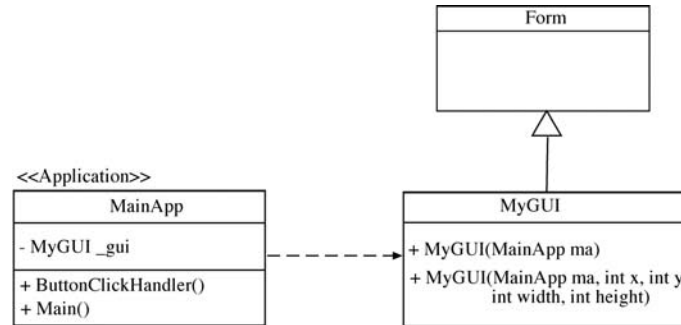 Form
<<Application>>
MainApp
- MyGUI _gui
+ ButtonClickHandler()
+ Main()
MyGUI
+ MyGUI(MainApp ma)
+ MyGUI(MainApp ma, int x, int y
int width, int height)